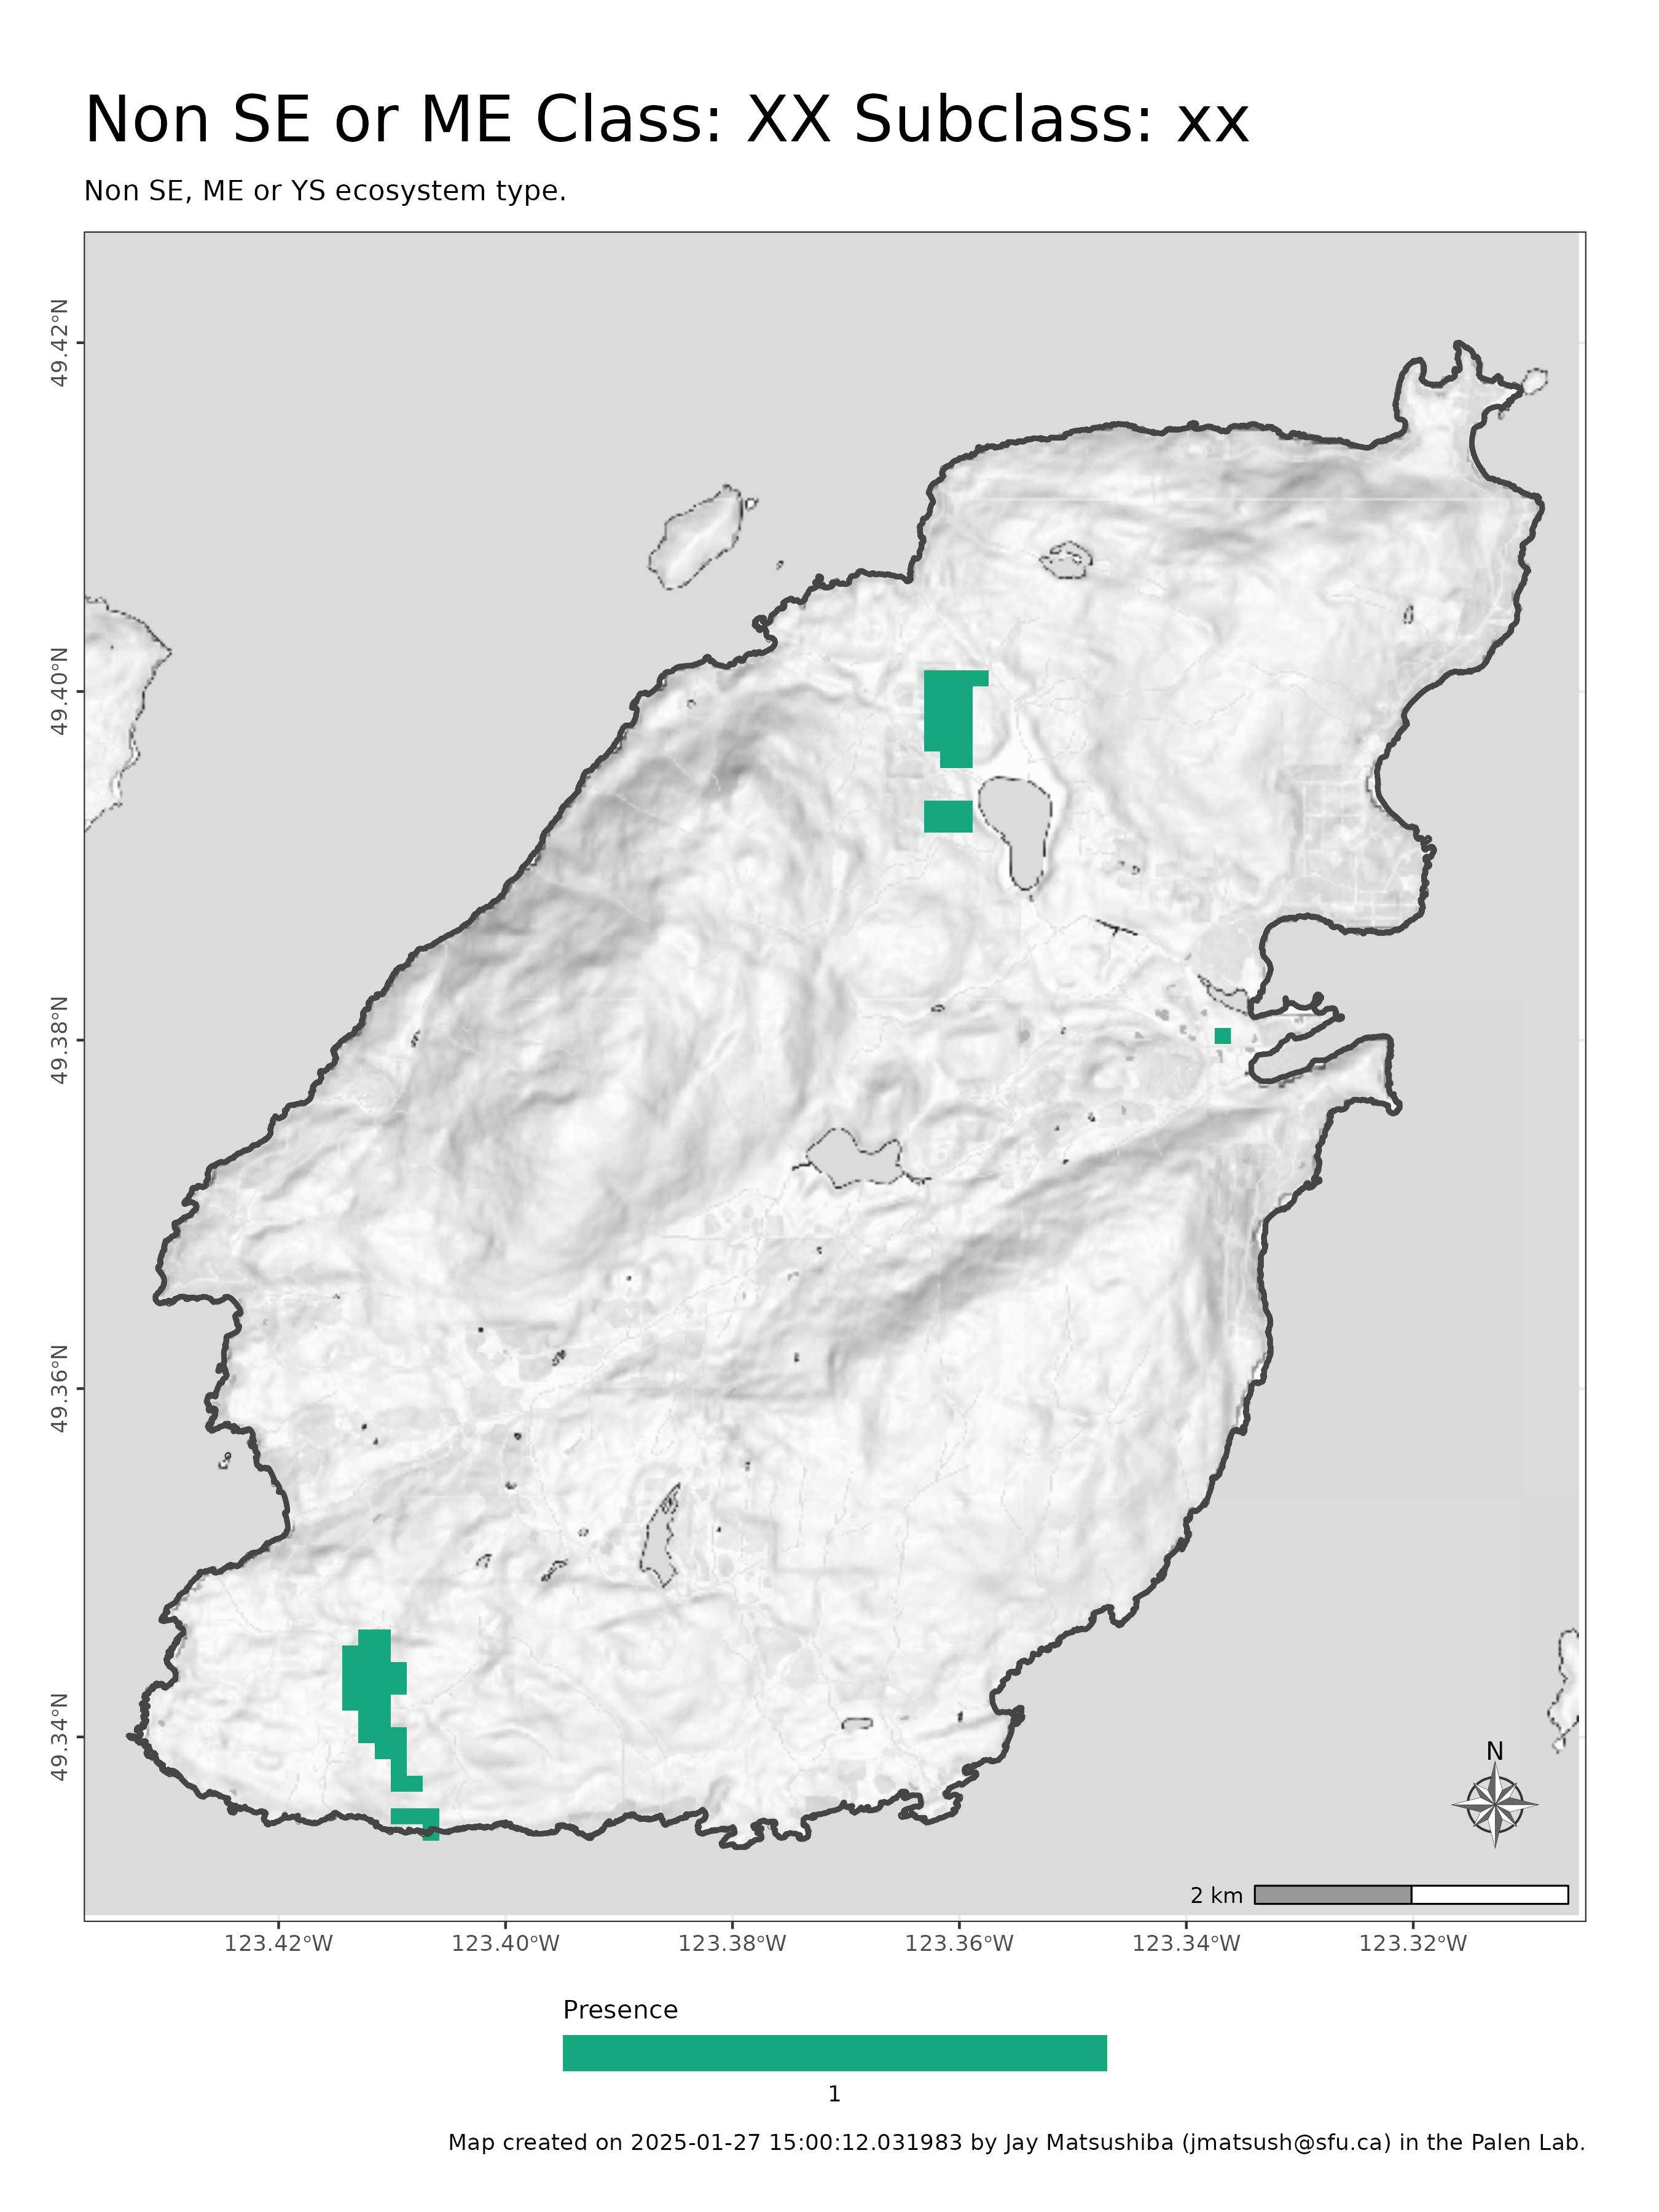 Non SE or ME Class: XX Subclass: xx
Non SE, ME or YS ecosystem type.
49.42°N
49.40°N
49.38°N
49.36°N
49.34°N
N
2 km
123.42°W 123.40°W 123.38°W 123.36°W 123.34°W 123.32°W
Presence
1
Map created on 2025-01-27 15:00:12.031983 by Jay Matsushiba (jmatsush@sfu.ca) in the Palen Lab.